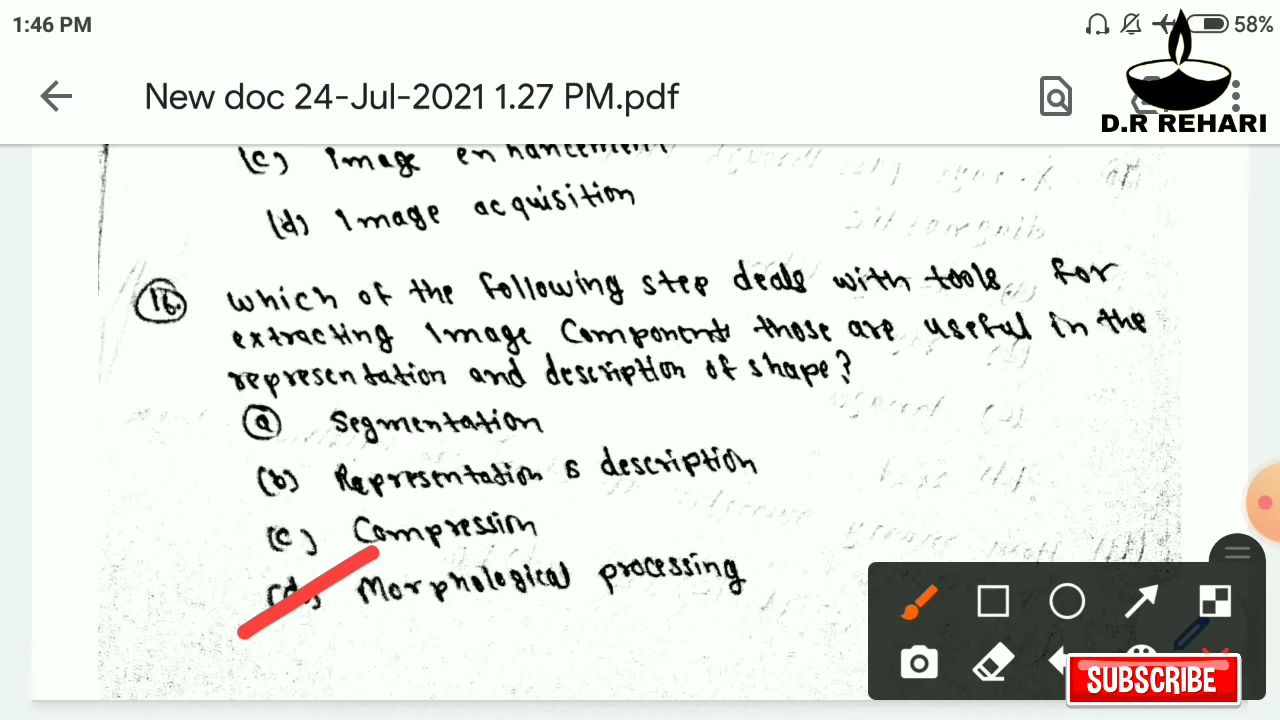 1:46 PM
58%
New doc 24-Jul-2021 1.27 PM.pdf
D.R REHARI
(c) Image enhancement
(d) Image acquisition
16. Which of the following step deals with tools for
extracting Image Components those are useful in the
representation and description of shape?
(a) Segmentation
(b) Representation & description
(c) Compression
(d) Morphological processing
SUBSCRIBE